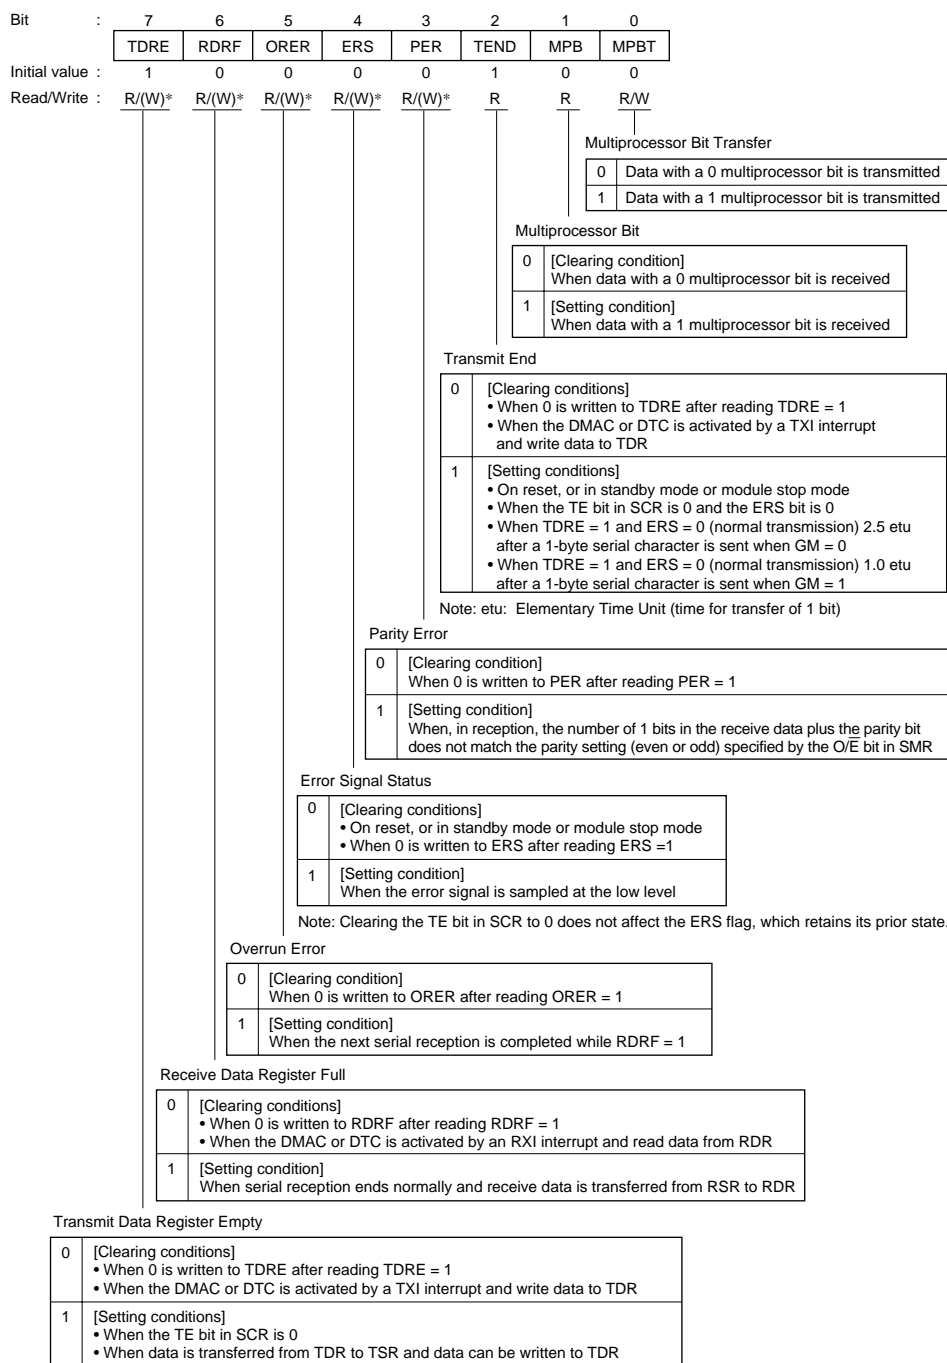 Bit : 7 6 5 4 3 2 1 0
TDRE RDRF ORER ERS PER TEND MPB MPBT
Initial value : 1 0 0 0 0 1 0 0
Read/Write : R/(W)* R/(W)* R/(W)* R/(W)* R/(W)* R R R/W
Multiprocessor Bit Transfer
0 Data with a 0 multiprocessor bit is transmitted
1 Data with a 1 multiprocessor bit is transmitted
Multiprocessor Bit
0 [Clearing condition]
When data with a 0 multiprocessor bit is received
1 [Setting condition]
When data with a 1 multiprocessor bit is received
Transmit End
0 [Clearing conditions]
• When 0 is written to TDRE after reading TDRE = 1
• When the DMAC or DTC is activated by a TXI interrupt
and write data to TDR
1 [Setting conditions]
• On reset, or in standby mode or module stop mode
• When the TE bit in SCR is 0 and the ERS bit is 0
• When TDRE = 1 and ERS = 0 (normal transmission) 2.5 etu
after a 1-byte serial character is sent when GM = 0
• When TDRE = 1 and ERS = 0 (normal transmission) 1.0 etu
after a 1-byte serial character is sent when GM = 1
Note: etu: Elementary Time Unit (time for transfer of 1 bit)
Parity Error
0 [Clearing condition]
When 0 is written to PER after reading PER = 1
1 [Setting condition]
When, in reception, the number of 1 bits in the receive data plus the parity bit
does not match the parity setting (even or odd) specified by the O/E̅ bit in SMR
Error Signal Status
0 [Clearing conditions]
• On reset, or in standby mode or module stop mode
• When 0 is written to ERS after reading ERS =1
1 [Setting condition]
When the error signal is sampled at the low level
Note: Clearing the TE bit in SCR to 0 does not affect the ERS flag, which retains its prior state.
Overrun Error
0 [Clearing condition]
When 0 is written to ORER after reading ORER = 1
1 [Setting condition]
When the next serial reception is completed while RDRF = 1
Receive Data Register Full
0 [Clearing conditions]
• When 0 is written to RDRF after reading RDRF = 1
• When the DMAC or DTC is activated by an RXI interrupt and read data from RDR
1 [Setting condition]
When serial reception ends normally and receive data is transferred from RSR to RDR
Transmit Data Register Empty
0 [Clearing conditions]
• When 0 is written to TDRE after reading TDRE = 1
• When the DMAC or DTC is activated by a TXI interrupt and write data to TDR
1 [Setting conditions]
• When the TE bit in SCR is 0
• When data is transferred from TDR to TSR and data can be written to TDR